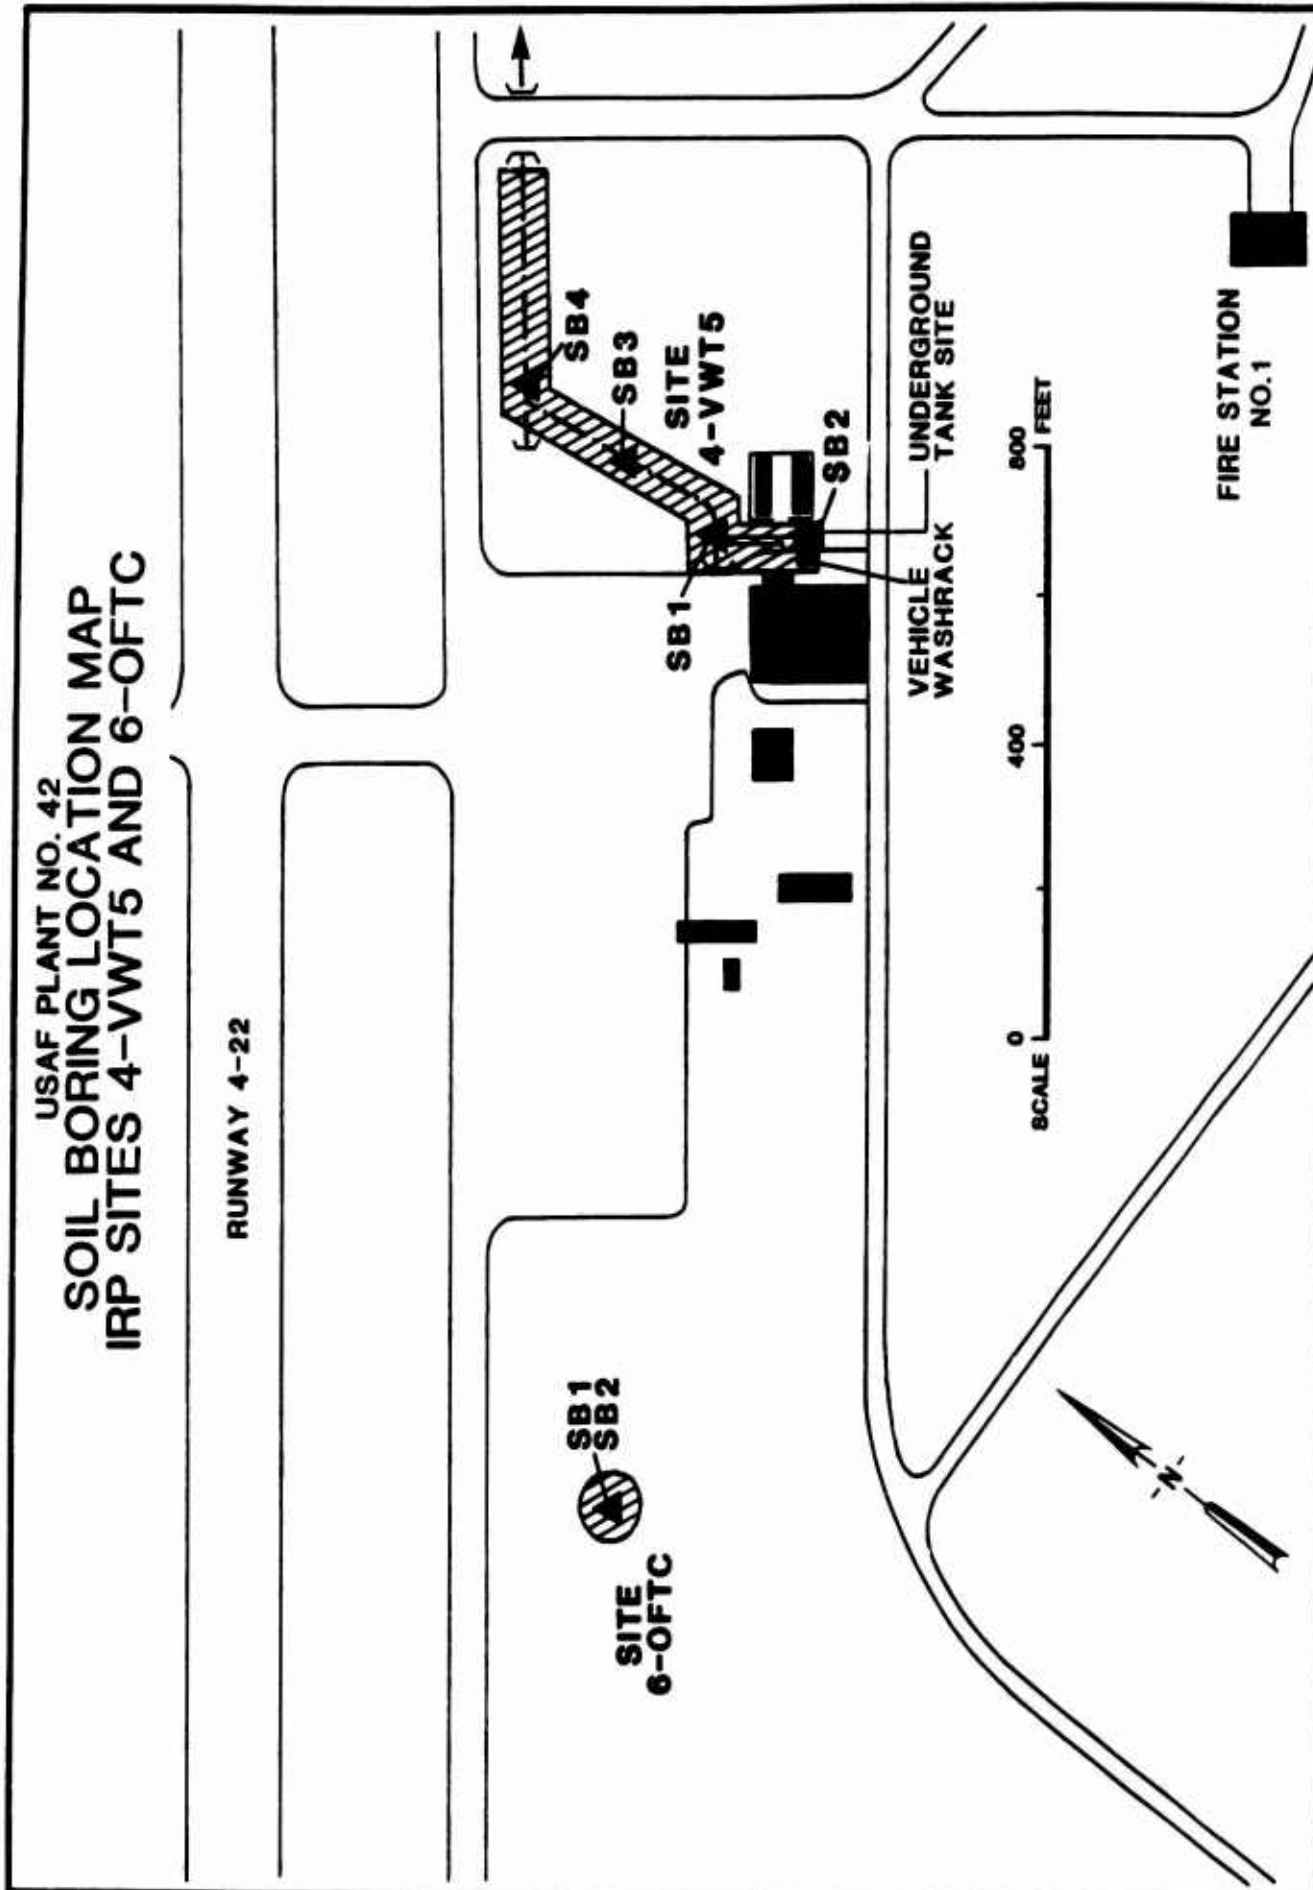 USAF PLANT NO. 42
SOIL BORING LOCATION MAP
IRP SITES 4-VWT5 AND 6-OFTC
RUNWAY 4-22
SB4
SB3
SITE
4-VWT5
SB1
SB2
UNDERGROUND
TANK SITE
VEHICLE
WASHRACK
SB1
SB2
SITE
6-OFTC
SCALE
0
400
800
FEET
FIRE STATION
NO.1
N